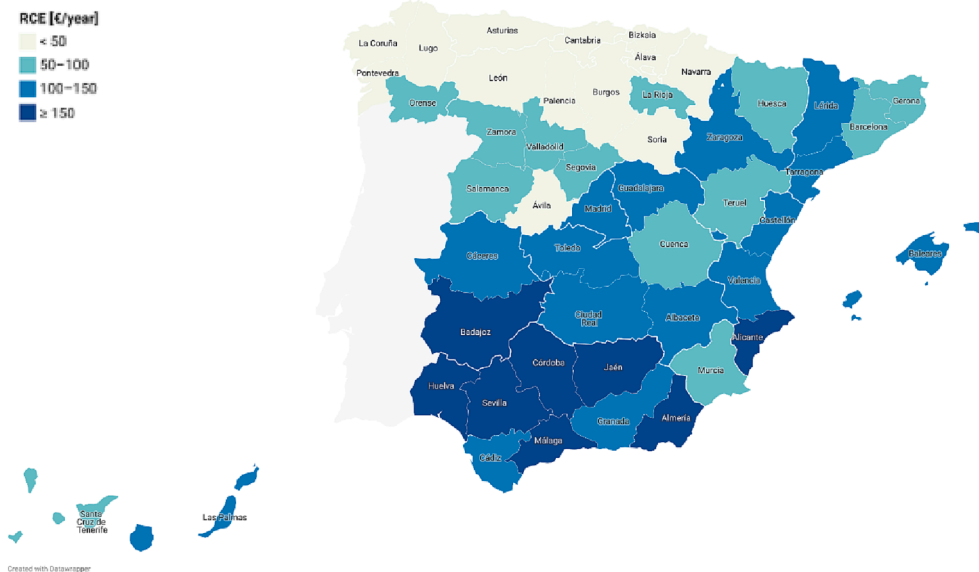 RCE [€/year]
< 50
50–100
100–150
≥ 150
La Coruña
Lugo
Asturias
Cantabria
Bizkaia
Álava
Navarra
Pontevedra
León
Palencia
Burgos
La Rioja
Orense
Huesca
Lérida
Gerona
Barcelona
Zamora
Valladolid
Soria
Zaragoza
Segovia
Tarragona
Salamanca
Ávila
Madrid
Guadalajara
Teruel
Castellón
Cáceres
Toledo
Cuenca
Valencia
Baleares
Badajoz
Ciudad
Real
Albacete
Alicante
Córdoba
Jaén
Murcia
Huelva
Sevilla
Granada
Almería
Málaga
Cádiz
Santa
Cruz de
Tenerife
Las Palmas
Created with Datawrapper